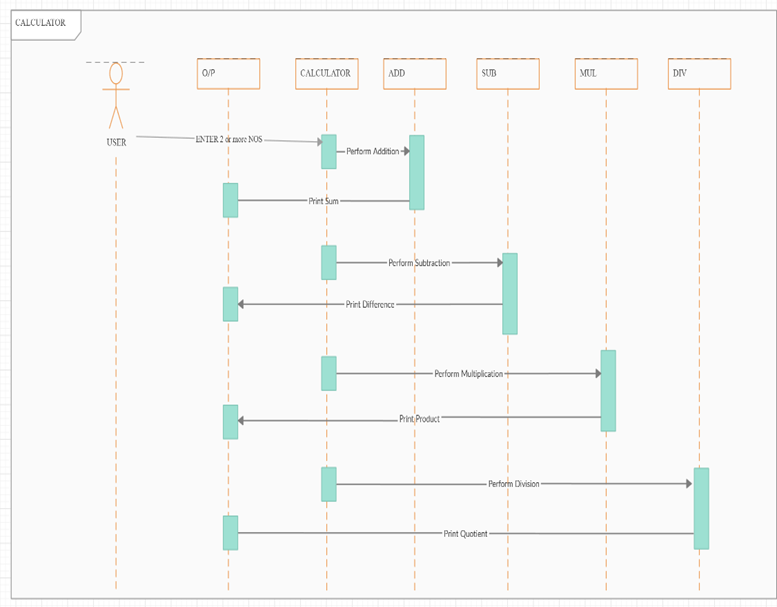 CALCULATOR
O/P
CALCULATOR
ADD
SUB
MUL
DIV
USER
ENTER 2 or more NOS
Perform Addition
Print Sum
Perform Subtraction
Print Difference
Perform Multiplication
Print Product
Perform Division
Print Quotient